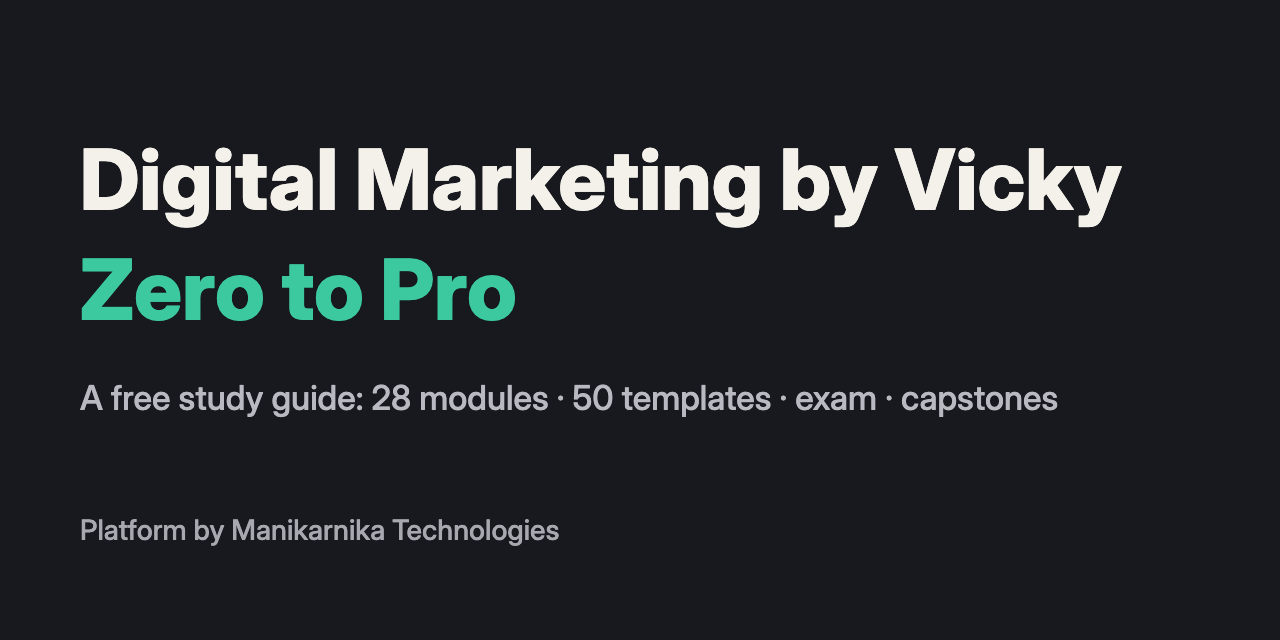 Digital Marketing by Vicky
Zero to Pro
A free study guide: 28 modules · 50 templates · exam · capstones
Platform by Manikarnika Technologies